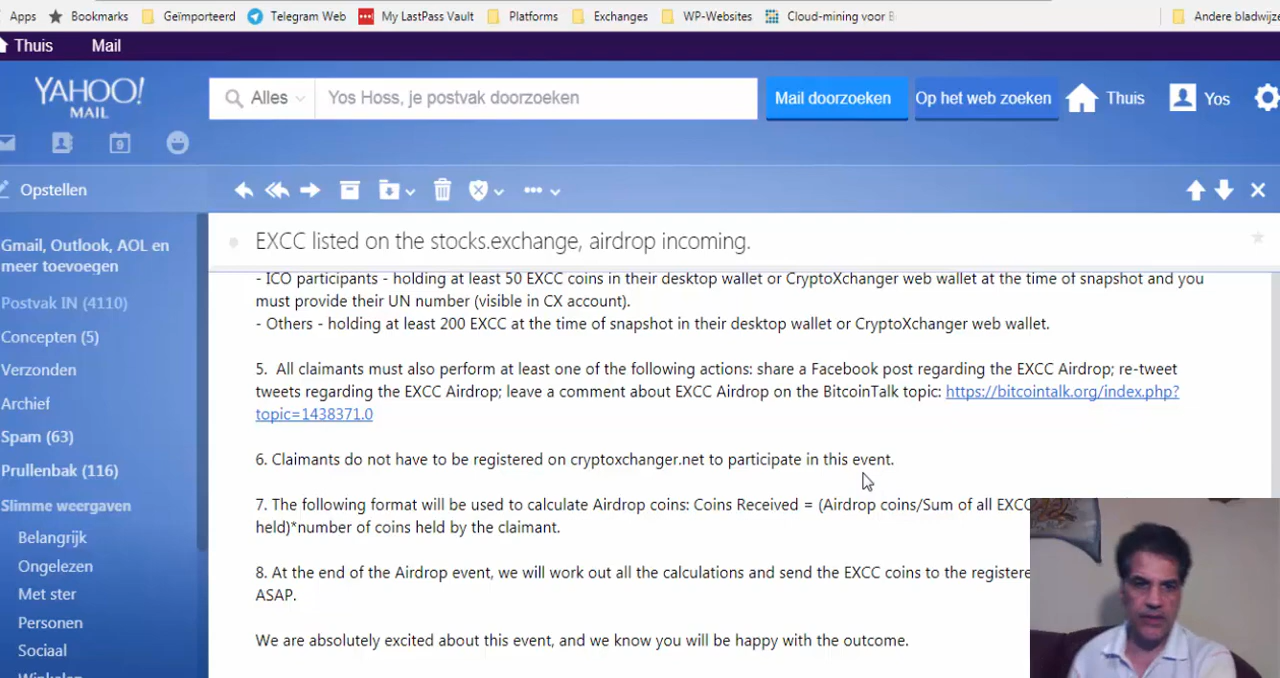 Apps Bookmarks Geïmporteerd Telegram Web My LastPass Vault Platforms Exchanges WP-Websites Cloud-mining voor Andere
Thuis Mail
YAHOO!
MAIL
Alles Yos Hoss, je postvak doorzoeken Mail doorzoeken Op het web zoeken Thuis Yos
9
Opstellen
EXCC listed on the stocks.exchange, airdrop incoming.
Gmail, Outlook, AOL en
meer toevoegen
Postvak IN (4110)
Concepten (5)
Verzonden
Archief
Spam (63)
Prullenbak (116)
Slimme weergaven
Belangrijk
Ongelezen
Met ster
Personen
Sociaal
- ICO participants - holding at least 50 EXCC coins in their desktop wallet or CryptoXchanger web wallet at the time of snapshot and you
must provide their UN number (visible in CX account).
- Others - holding at least 200 EXCC at the time of snapshot in their desktop wallet or CryptoXchanger web wallet.
5. All claimants must also perform at least one of the following actions: share a Facebook post regarding the EXCC Airdrop; re-tweet
tweets regarding the EXCC Airdrop; leave a comment about EXCC Airdrop on the BitcoinTalk topic: https://bitcointalk.org/index.php?
topic=1438371.0
6. Claimants do not have to be registered on cryptoxchanger.net to participate in this event.
7. The following format will be used to calculate Airdrop coins: Coins Received = (Airdrop coins/Sum of all EXCC
held)*number of coins held by the claimant.
8. At the end of the Airdrop event, we will work out all the calculations and send the EXCC coins to the registere
ASAP.
We are absolutely excited about this event, and we know you will be happy with the outcome.